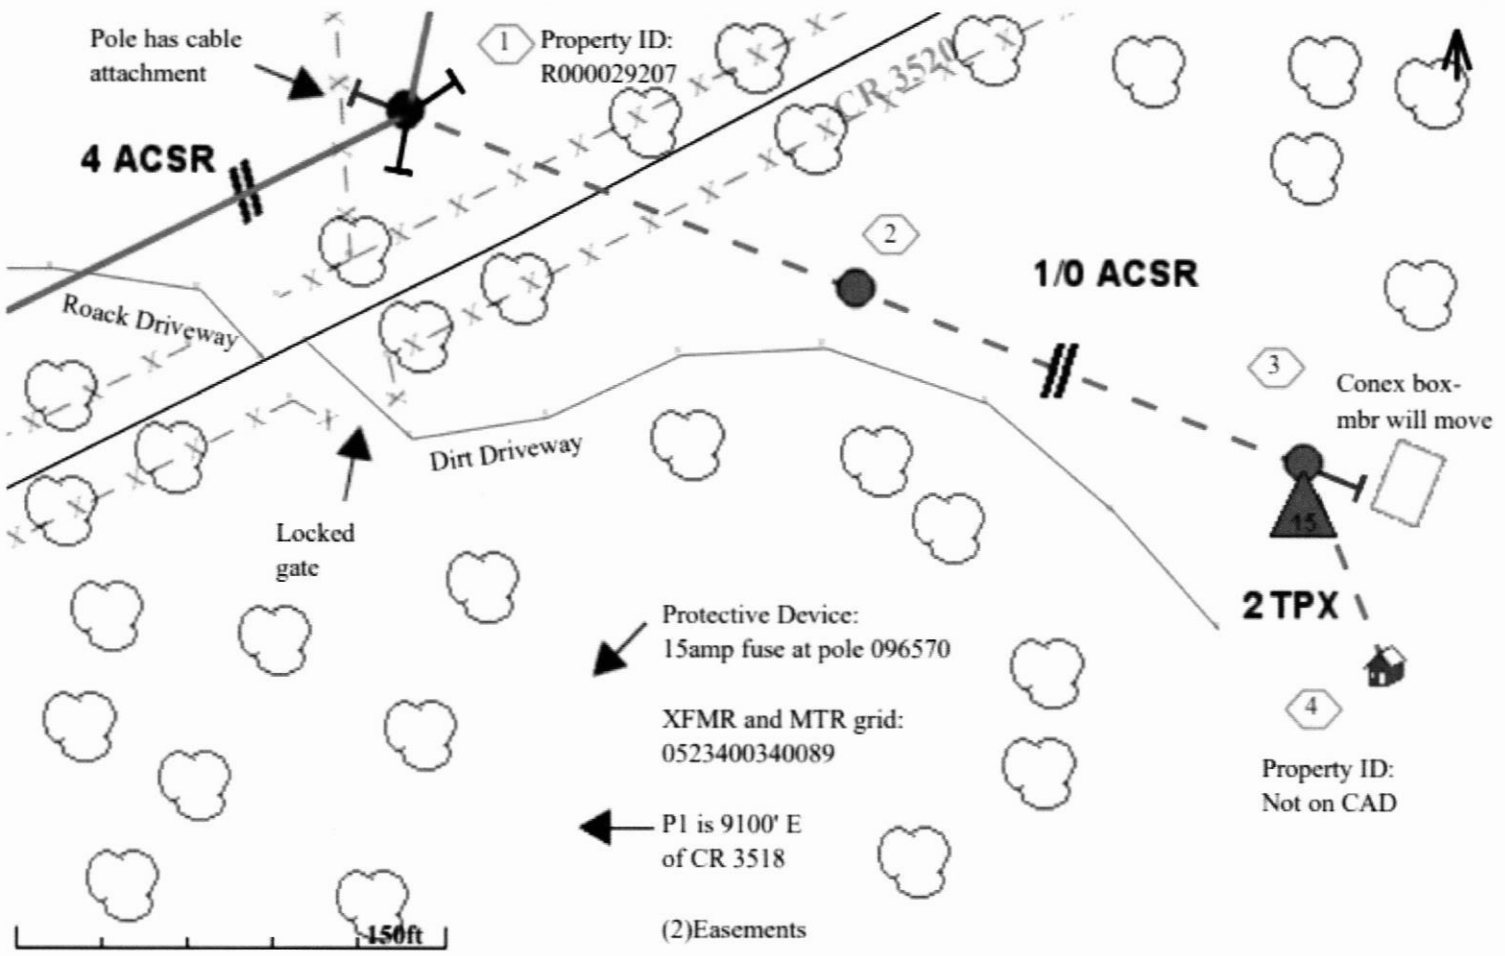 Pole has cable
attachment
1
Property ID:
R000029207
CR 3520
4 ACSR
2
1/0 ACSR
Roack Driveway
3
Conex box-
mbr will move
Dirt Driveway
15
Locked
gate
2 TPX
Protective Device:
15amp fuse at pole 096570
4
XFMR and MTR grid:
0523400340089
Property ID:
Not on CAD
P1 is 9100' E
of CR 3518
(2)Easements
150ft